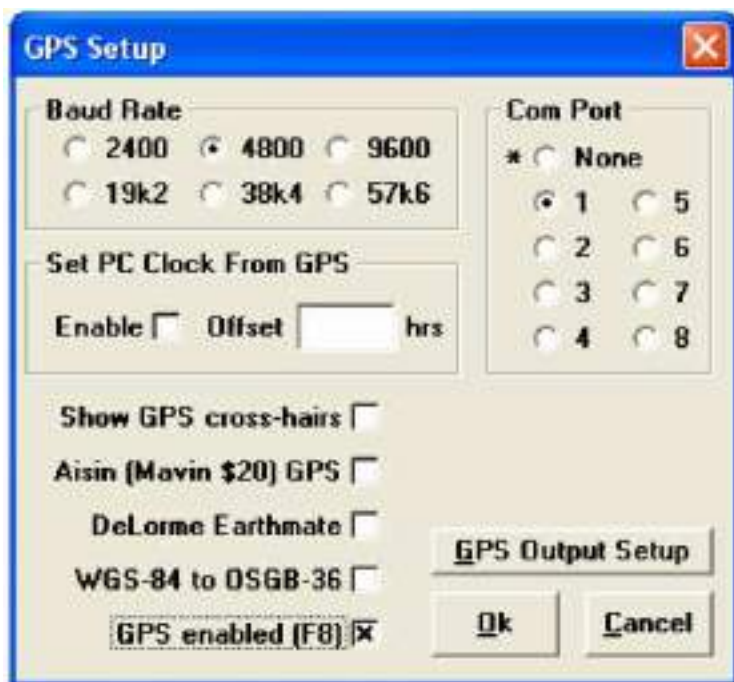 GPS Setup
Baud Rate
2400 4800 9600
19k2 38k4 57k6
Set PC Clock From GPS
Enable Offset hrs
Com Port
* None
1 5
2 6
3 7
4 8
Show GPS cross-hairs
Aisin (Mavin $20) GPS
DeLorme Earthmate
WGS-84 to OSGB-36
GPS enabled (F8)
GPS Output Setup
Ok Cancel